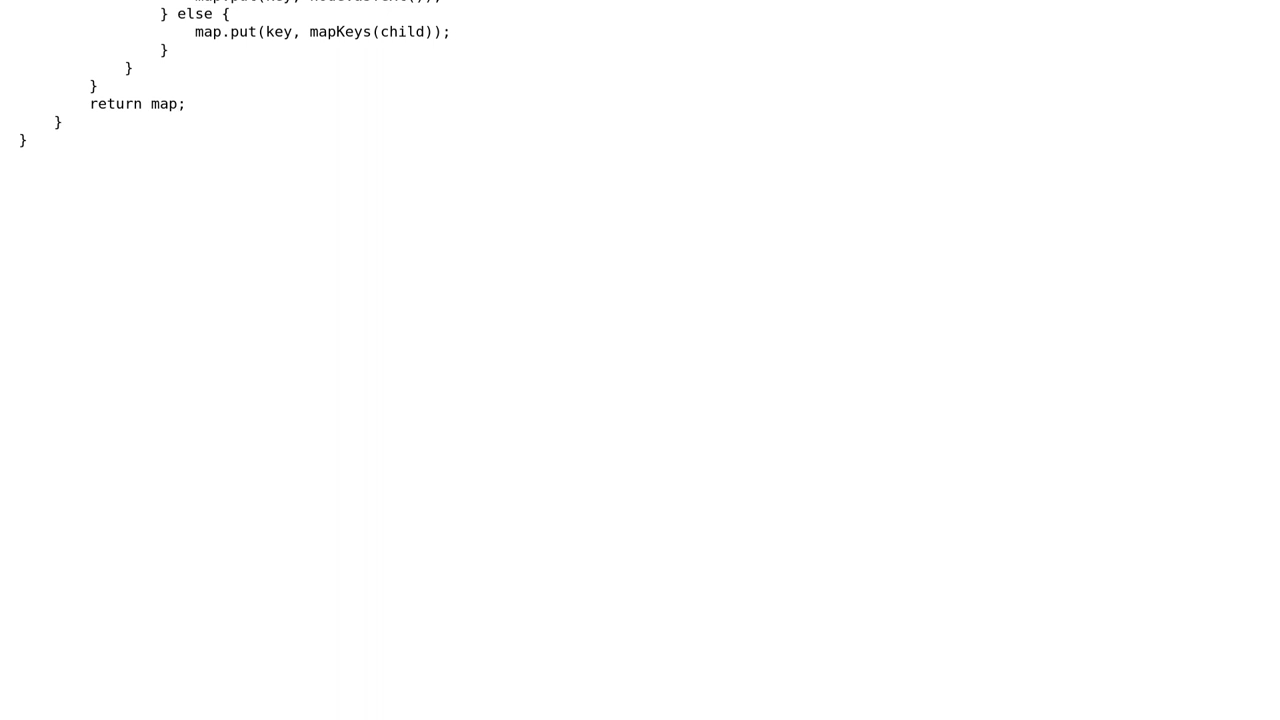 } else {
map.put(key, mapKeys(child));
}
}
}
return map;
}
}